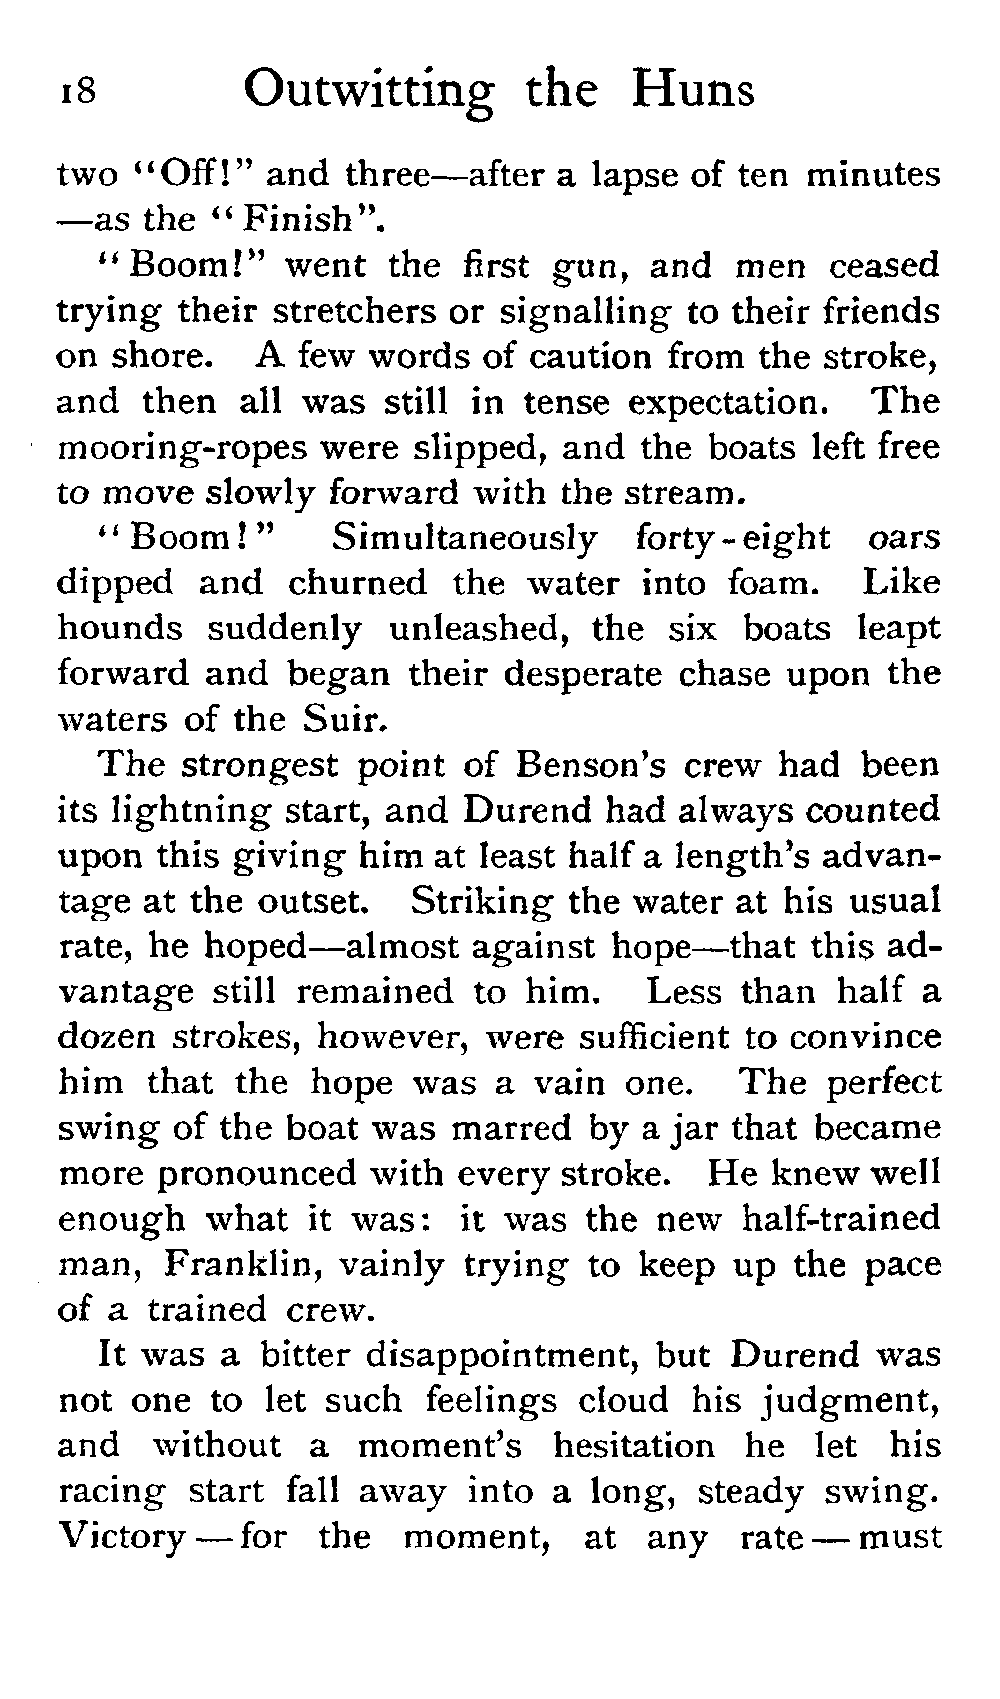 18 Outwitting the Huns
two "Off!" and three—after a lapse of ten minutes
—as the "Finish".
"Boom!" went the first gun, and men ceased
trying their stretchers or signalling to their friends
on shore. A few words of caution from the stroke,
and then all was still in tense expectation. The
mooring-ropes were slipped, and the boats left free
to move slowly forward with the stream.
"Boom!" Simultaneously forty-eight oars
dipped and churned the water into foam. Like
hounds suddenly unleashed, the six boats leapt
forward and began their desperate chase upon the
waters of the Suir.
The strongest point of Benson's crew had been
its lightning start, and Durend had always counted
upon this giving him at least half a length's advan-
tage at the outset. Striking the water at his usual
rate, he hoped—almost against hope—that this ad-
vantage still remained to him. Less than half a
dozen strokes, however, were sufficient to convince
him that the hope was a vain one. The perfect
swing of the boat was marred by a jar that became
more pronounced with every stroke. He knew well
enough what it was: it was the new half-trained
man, Franklin, vainly trying to keep up the pace
of a trained crew.
It was a bitter disappointment, but Durend was
not one to let such feelings cloud his judgment,
and without a moment's hesitation he let his
racing start fall away into a long, steady swing.
Victory—for the moment, at any rate—must